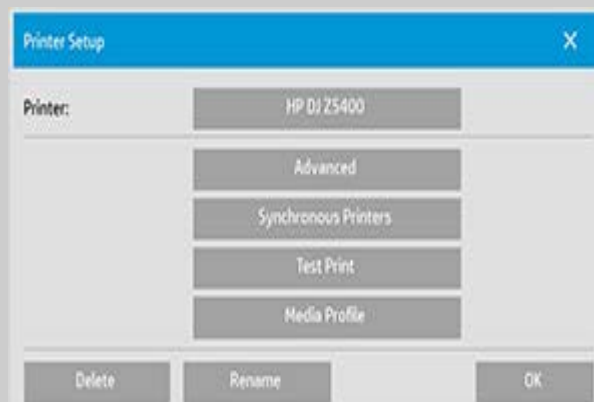 Printer Setup X
Printer: HP DJ Z5400
Advanced
Synchronous Printers
Test Print
Media Profile
Delete Rename OK